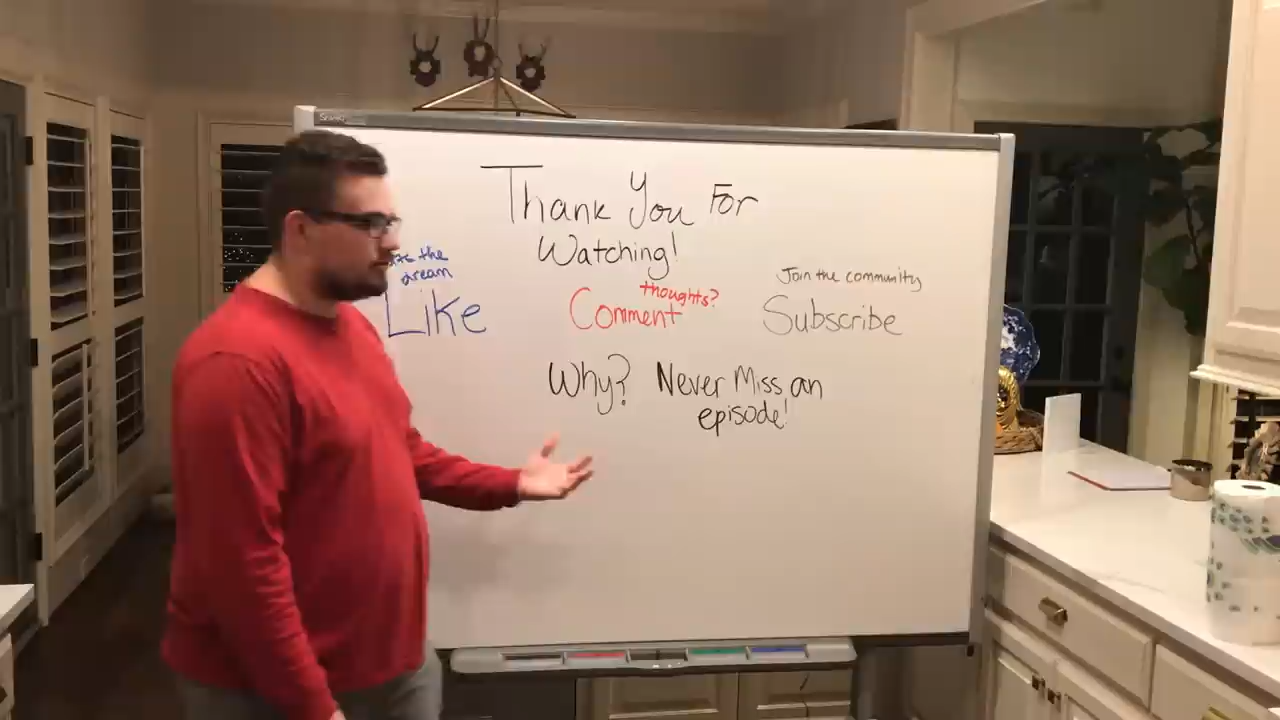 Thank You For
Watching!
the
dream
Like
thoughts?
Comment
Join the community
Subscribe
Why? Never Miss an
episode!